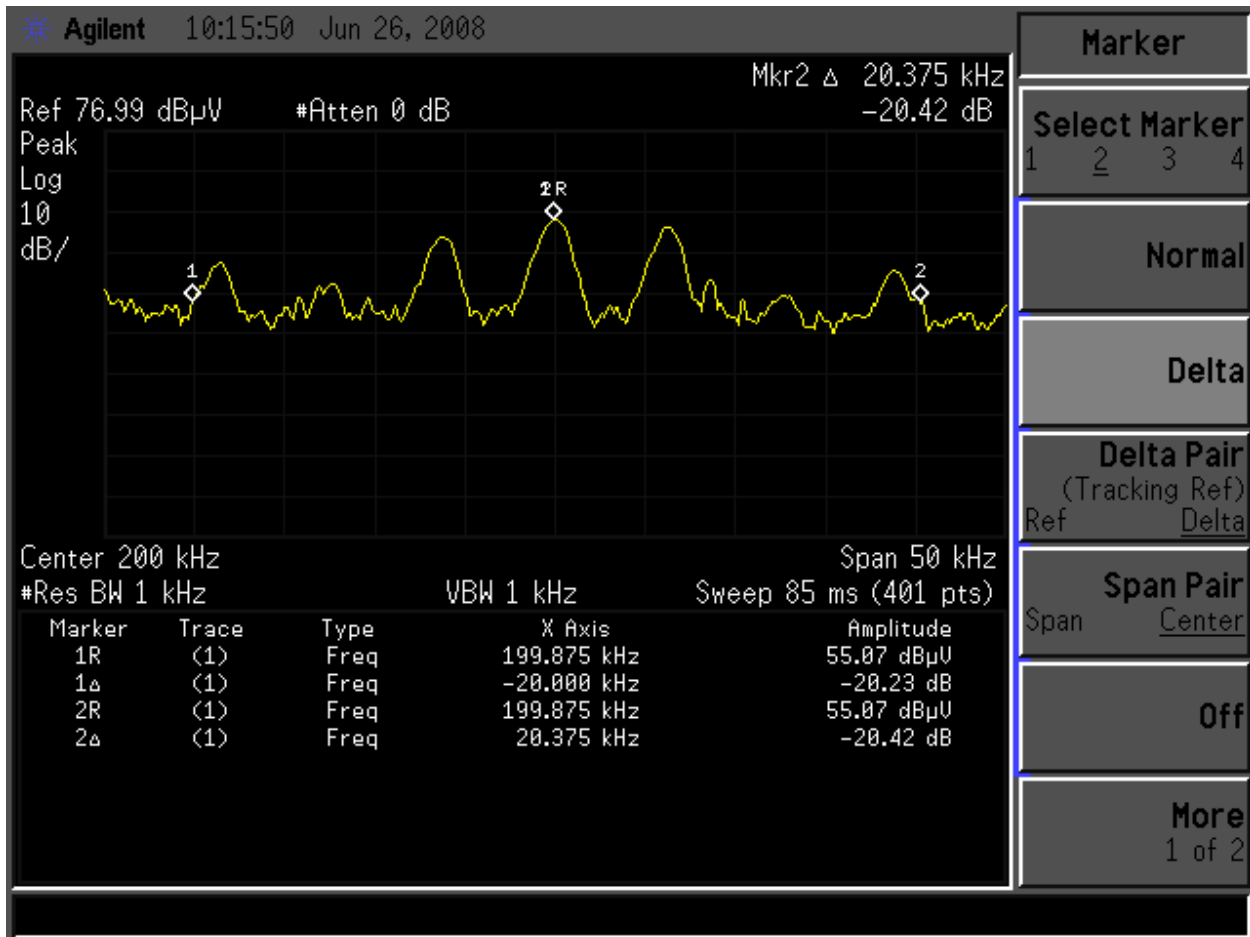 Agilent 10:15:50 Jun 26, 2008
Mkr2 Δ 20.375 kHz
Ref 76.99 dBµV #Atten 0 dB -20.42 dB
Peak
Log
10
dB/
1
R
2
Center 200 kHz Span 50 kHz
#Res BW 1 kHz VBW 1 kHz Sweep 85 ms (401 pts)
Marker Trace Type X Axis Amplitude
1R (1) Freq 199.875 kHz 55.07 dBµV
1Δ (1) Freq -20.000 kHz -20.23 dB
2R (1) Freq 199.875 kHz 55.07 dBµV
2Δ (1) Freq 20.375 kHz -20.42 dB
Marker
Select Marker
1 2 3 4
Normal
Delta
Delta Pair
(Tracking Ref)
Ref Delta
Span Pair
Span Center
Off
More
1 of 2